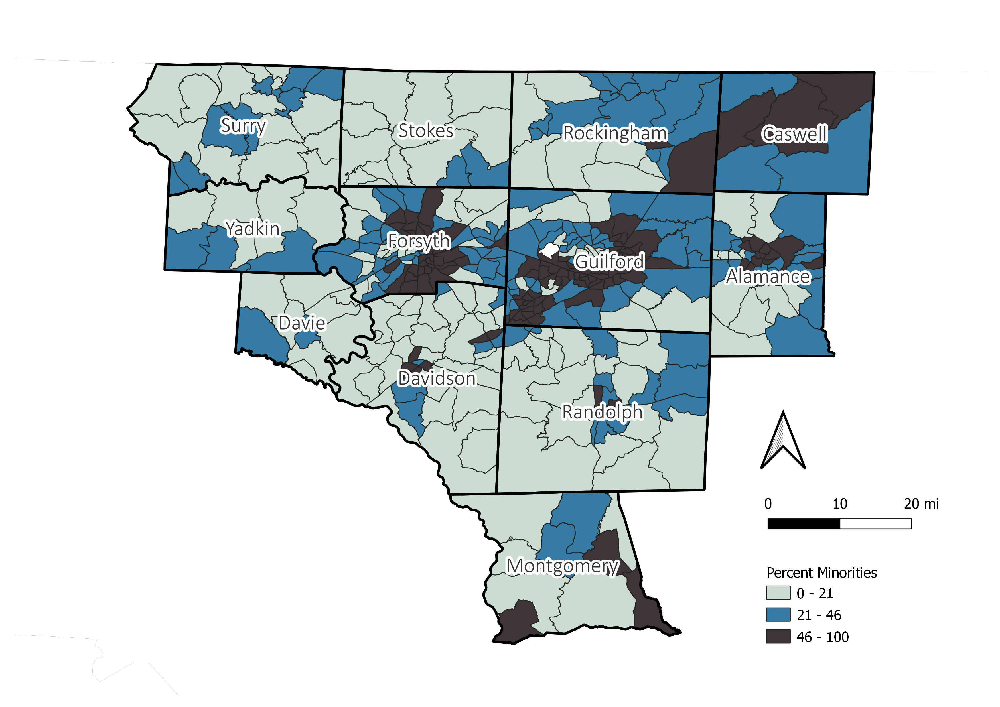 Surry
Stokes
Rockingham
Caswell
Yadkin
Forsyth
Guilford
Alamance
Davie
Davidson
Randolph
Montgomery
0 10 20 mi
Percent Minorities
0 - 21
21 - 46
46 - 100